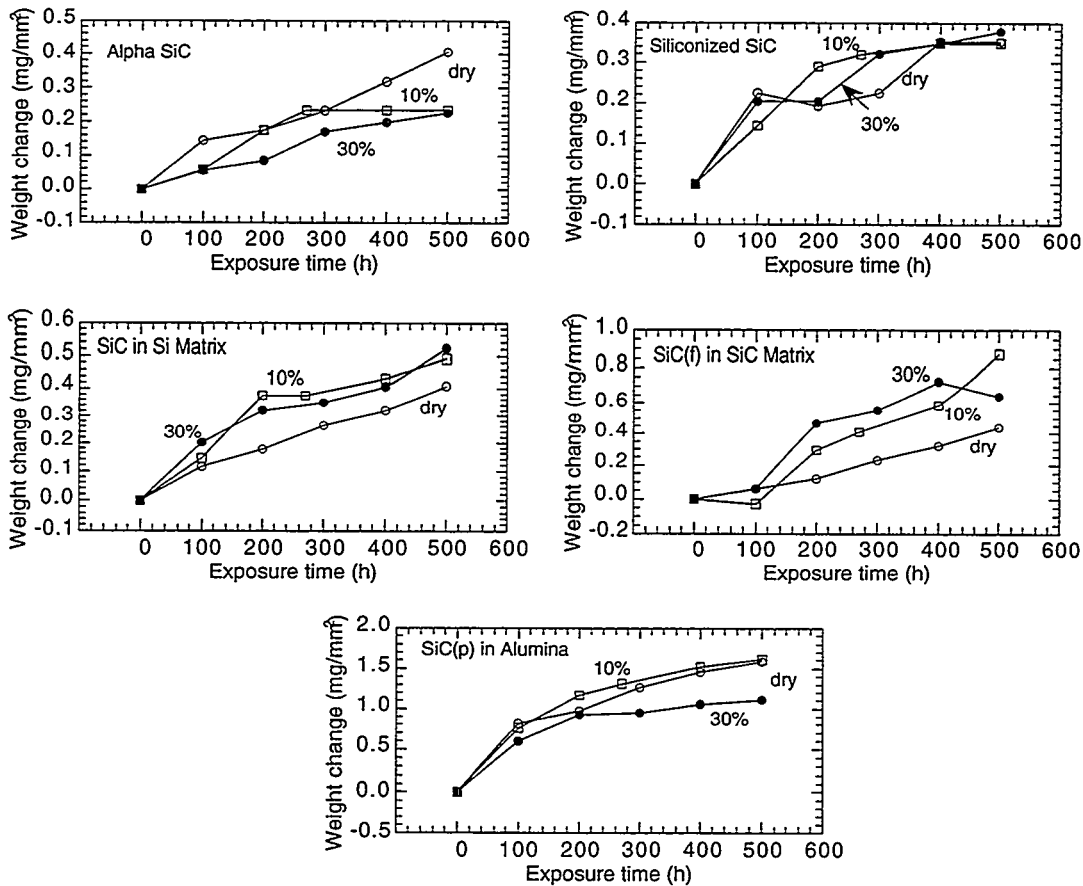 Alpha SiC
Weight change (mg/mm²)
0.5
0.4
0.3
0.2
0.1
0.0
-0.1
dry
10%
30%
0 100 200 300 400 500 600
Exposure time (h)
Siliconized SiC
Weight change (mg/mm²)
0.4
0.3
0.2
0.1
0.0
-0.1
10%
dry
30%
0 100 200 300 400 500 600
Exposure time (h)
SiC in Si Matrix
Weight change (mg/mm²)
0.6
0.5
0.4
0.3
0.2
0.1
0.0
-0.1
10%
30%
dry
0 100 200 300 400 500 600
Exposure time (h)
SiC(f) in SiC Matrix
Weight change (mg/mm²)
1.0
0.8
0.6
0.4
0.2
0.0
-0.2
30%
10%
dry
0 100 200 300 400 500 600
Exposure time (h)
SiC(p) in Alumina
Weight change (mg/mm²)
2.0
1.5
1.0
0.5
0.0
-0.5
10%
dry
30%
0 100 200 300 400 500 600
Exposure time (h)